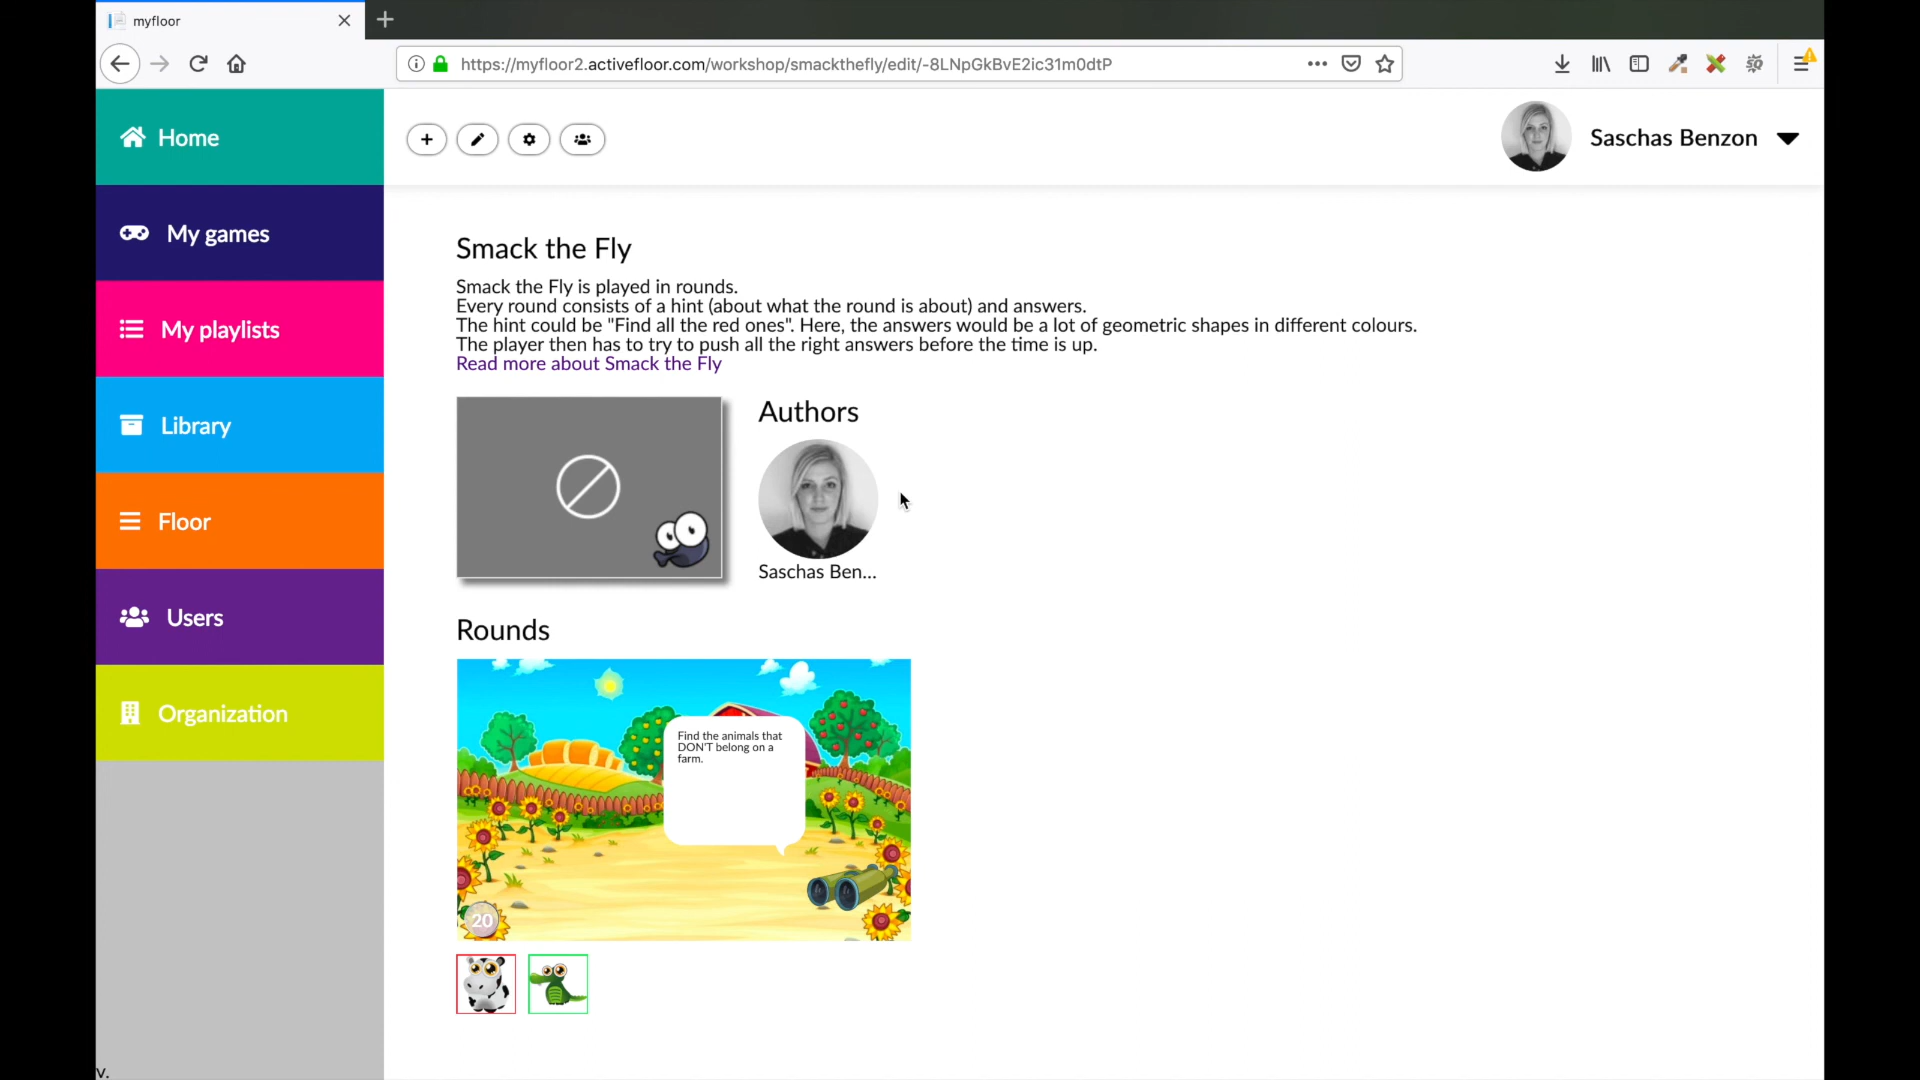 myfloor
https://myfloor2.activefloor.com/workshop/smackthefly/edit/-8LNpGkBvE2ic31m0dtP
Home
My games
My playlists
Library
Floor
Users
Organization
v.
Saschas Benzon
Smack the Fly
Smack the Fly is played in rounds.
Every round consists of a hint (about what the round is about) and answers.
The hint could be "Find all the red ones". Here, the answers would be a lot of geometric shapes in different colours.
The player then has to try to push all the right answers before the time is up.
Read more about Smack the Fly
Authors
Saschas Ben...
Rounds
Find the animals that
DON'T belong on a
farm.
20